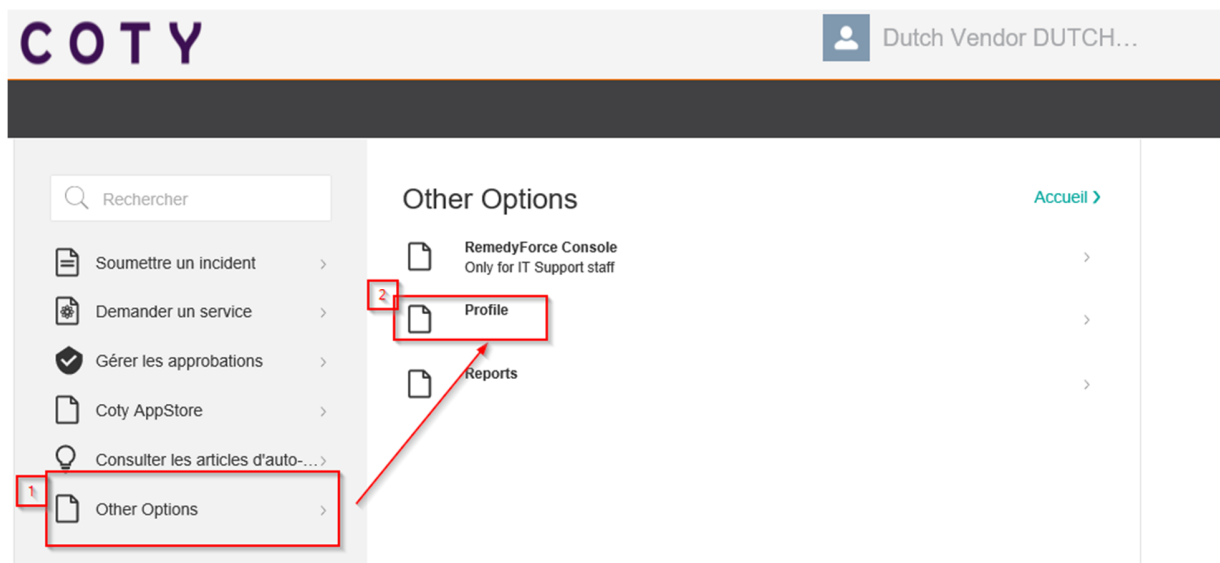 COTY
Dutch Vendor DUTCH...
Rechercher
Soumettre un incident
Demander un service
Gérer les approbations
Coty AppStore
Consulter les articles d'auto-...
1
Other Options
Other Options
Accueil
RemedyForce Console
Only for IT Support staff
2
Profile
Reports